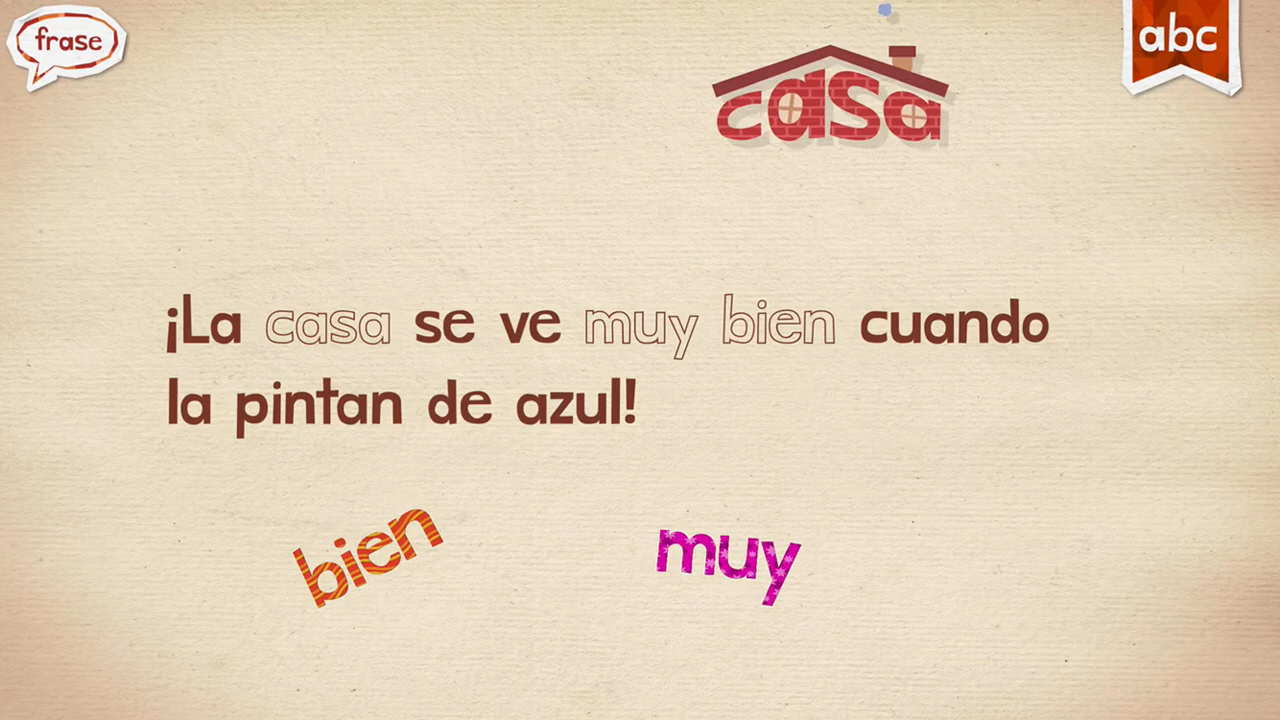 frase
abc
casa
¡La casa se ve muy bien cuando
la pintan de azul!
bien
muy